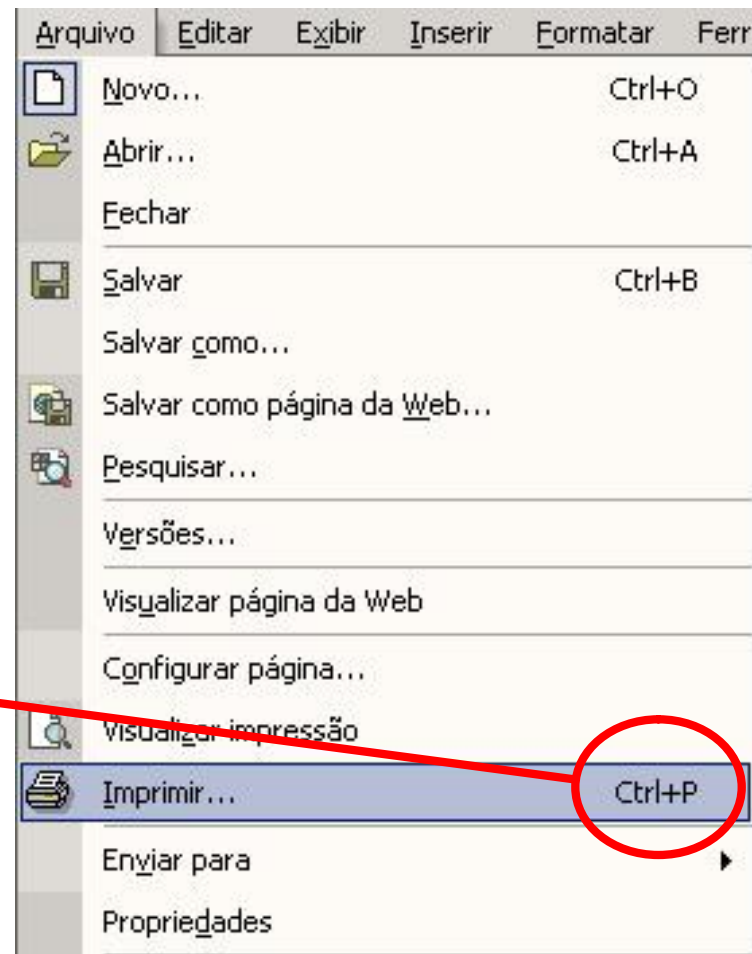 Arquivo Editar Exibir Inserir Formatar Ferr
Novo... Ctrl+O
Abrir... Ctrl+A
Fechar
Salvar Ctrl+B
Salvar como...
Salvar como página da Web...
Pesquisar...
Versões...
Visualizar página da Web
Configurar página...
Visualizar impressão
Imprimir... Ctrl+P
Enviar para
Propriedades